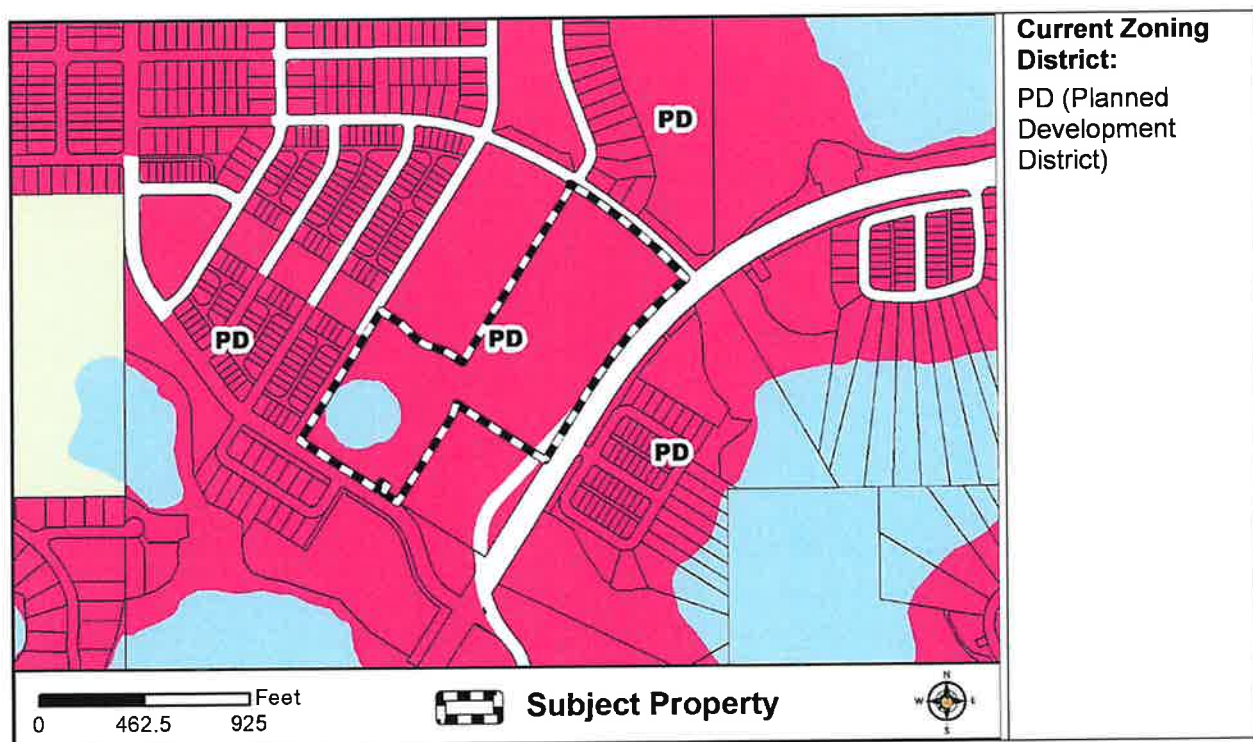 Current Zoning
District:
PD (Planned
Development
District)
PD
PD
PD
PD
Feet
0 462.5 925
Subject Property
N
W E
S